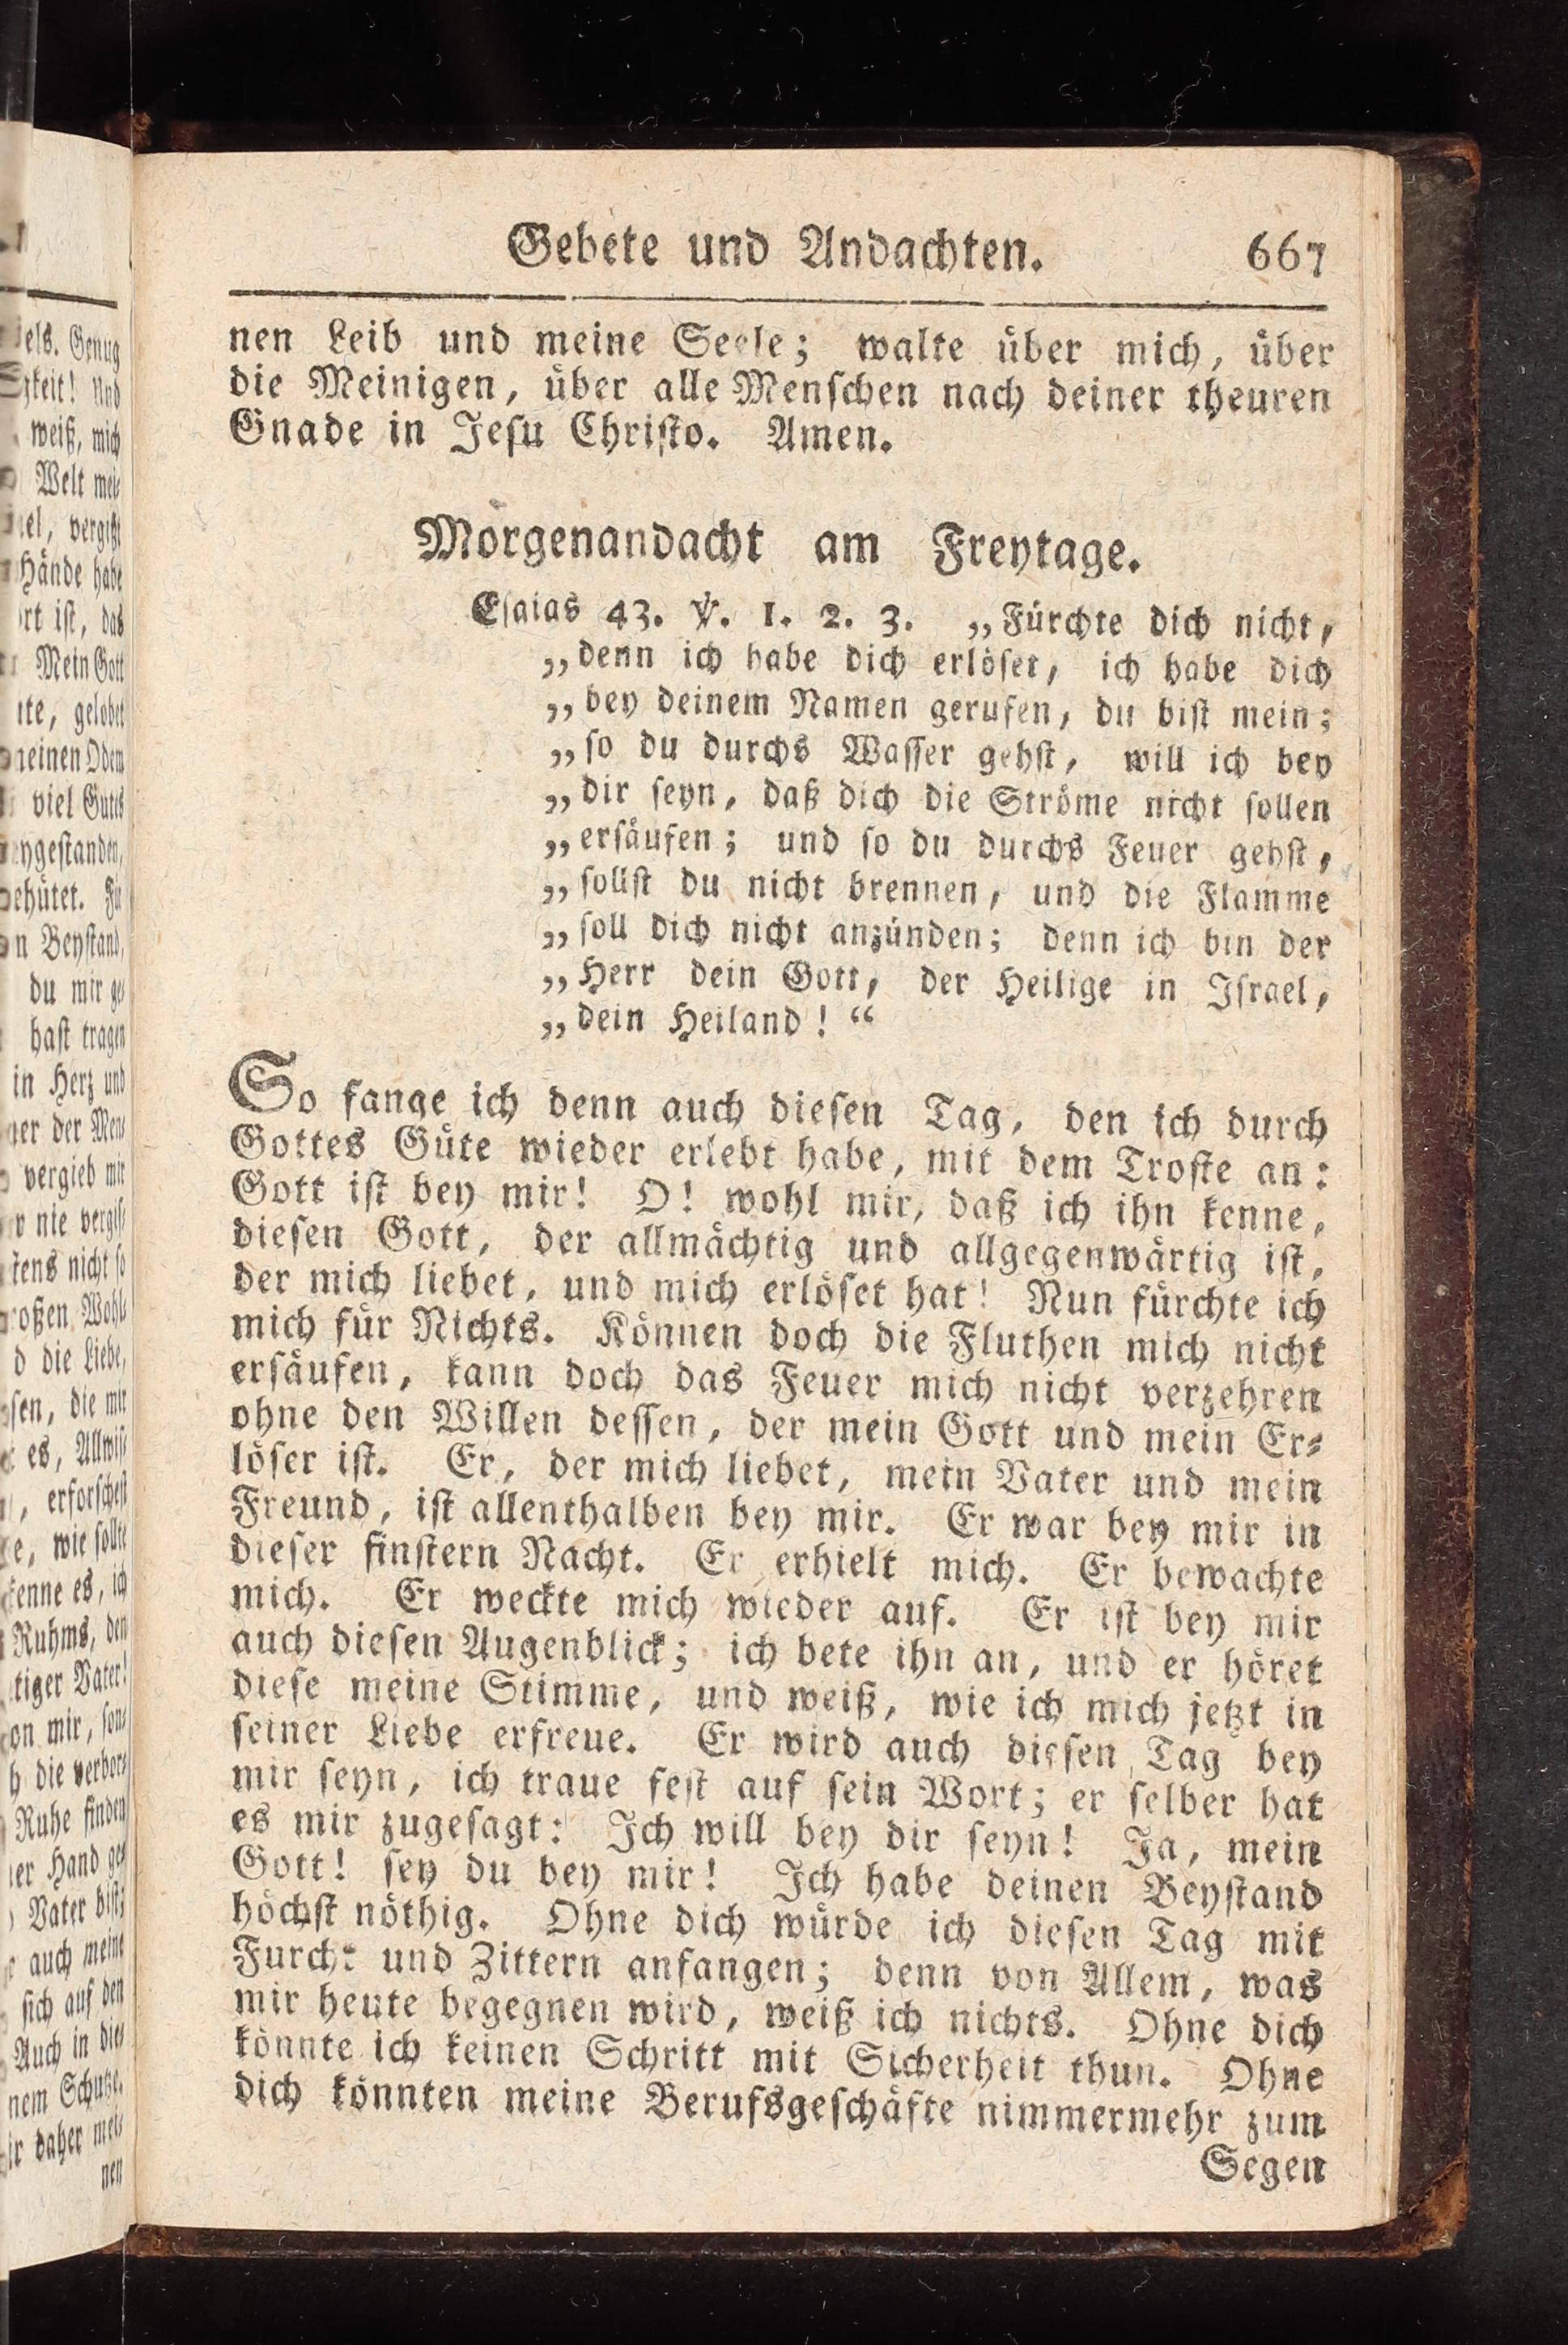 Gebete und Andachten. 667
nen Leib und meine Seele; walte über mich, über
die Meinigen, über alle Menſchen nach deiner theuren
Gnade in Jeſu Chriſto. Amen.
Morgenandacht am Freytage.
Eſaias 43. V. 1. 2. 3. „Fürchte dich nicht,
„denn ich habe dich erlöſet, ich habe dich
„bey deinem Namen gerufen, du biſt mein;
„ſo du durchs Waſſer gehſt, will ich bey
„dir ſeyn, daß dich die Ströme nicht ſollen
„erſäufen; und ſo du durchs Feuer gehſt,
„ſollſt du nicht brennen, und die Flamme
„ſoll dich nicht anzünden; denn ich bin der
„Herr dein Gott, der Heilige in Iſrael,
„dein Heiland! “
So fange ich denn auch dieſen Tag, den ich durch
Gottes Güte wieder erlebt habe, mit dem Troſte an:
Gott iſt bey mir! O! wohl mir, daß ich ihn kenne,
dieſen Gott, der allmächtig und allgegenwärtig iſt,
der mich liebet, und mich erlöſet hat! Nun fürchte ich
mich für Nichts. Können doch die Fluthen mich nicht
erſäufen, kann doch das Feuer mich nicht verzehren
ohne den Willen deſſen, der mein Gott und mein Er⸗
löſer iſt. Er, der mich liebet, mein Vater und mein
Freund, iſt allenthalben bey mir. Er war bey mir in
dieſer finſtern Nacht. Er erhielt mich. Er bewachte
mich. Er weckte mich wieder auf. Er iſt bey mir
auch dieſen Augenblick; ich bete ihn an, und er höret
dieſe meine Stimme, und weiß, wie ich mich jetzt in
ſeiner Liebe erfreue. Er wird auch dieſen Tag bey
mir ſeyn, ich traue feſt auf ſein Wort; er ſelber hat
es mir zugeſagt: Ich will bey dir ſeyn! Ja, mein
Gott! ſey du bey mir! Ich habe deinen Beyſtand
höchſt nöthig. Ohne dich würde ich dieſen Tag mit
Furcht und Zittern anfangen; denn von Allem, was
mir heute begegnen wird, weiß ich nichts. Ohne dich
könnte ich keinen Schritt mit Sicherheit thun. Ohne
dich könnten meine Berufsgeſchäfte nimmermehr zum
Segen